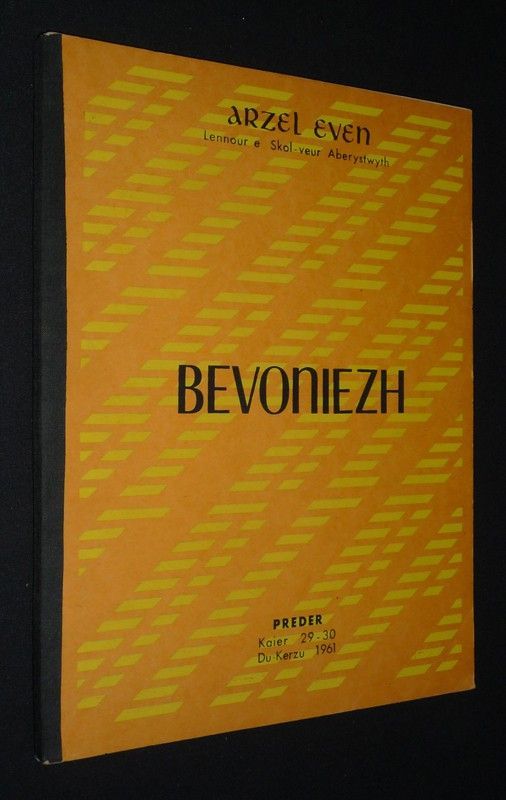 ARZEL EVEN
Lennour e Skol-veur Aberystwyth
BEVONIEZH
PREDER
Kaier 29-30
Du-Kerzu 1961